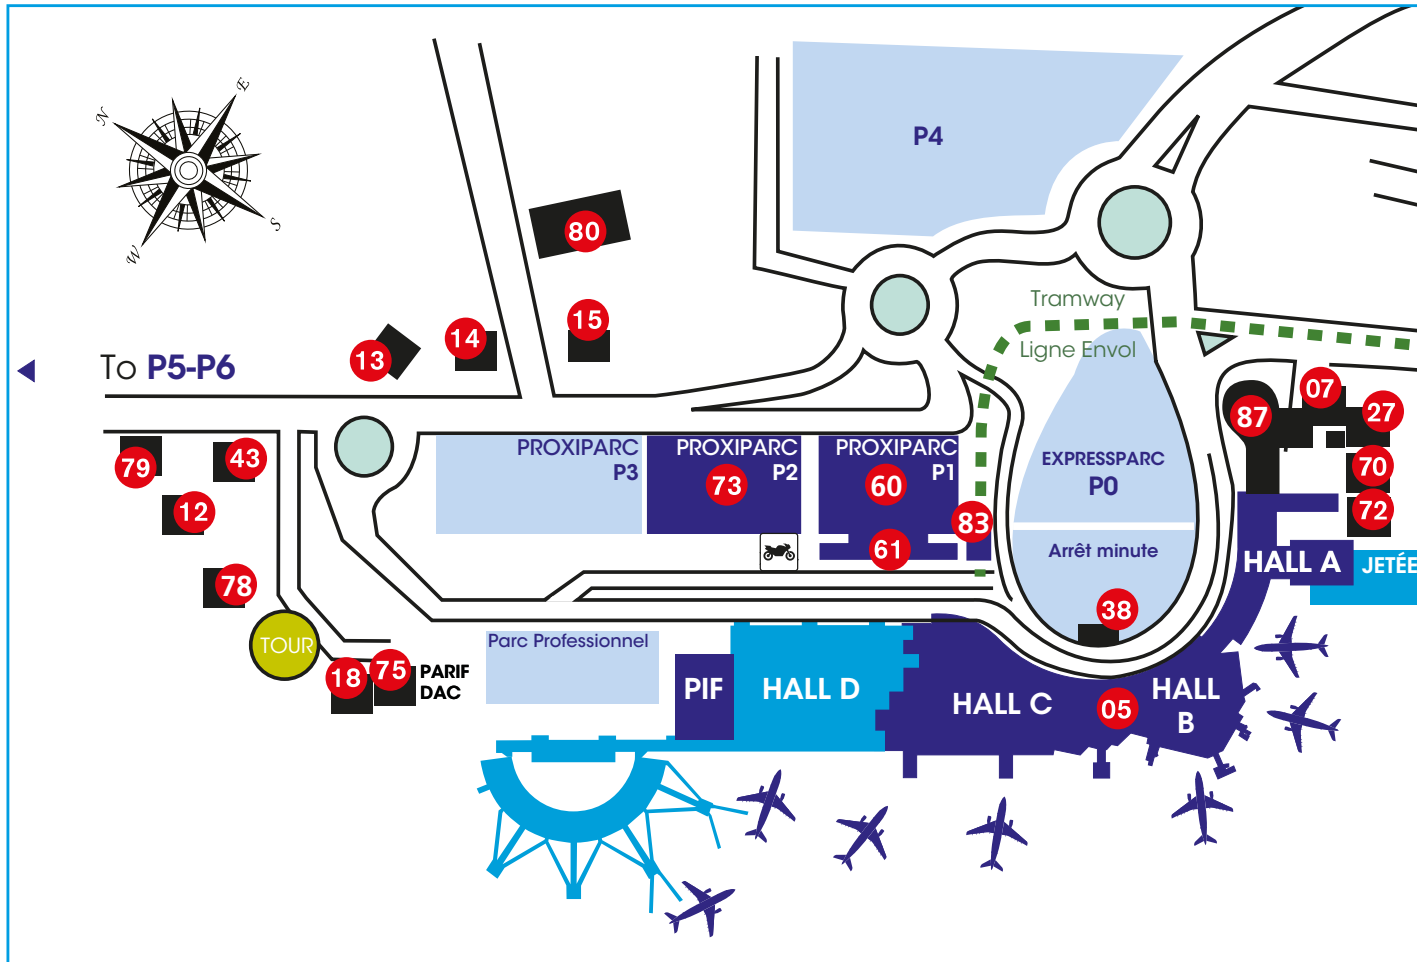 E
N
S
W
P4
80
Tramway
15
14
13
Ligne Envol
To P5-P6
07
87
27
79
43
PROXIPARC
P3
PROXIPARC
P2
73
PROXIPARC
P1
60
EXPRESSPARC
P0
70
12
83
72
61
Arrêt minute
HALL A
JETÉE
78
38
TOUR
Parc Professionnel
18
75
PARIF
DAC
PIF
HALL D
HALL C
05
HALL
B